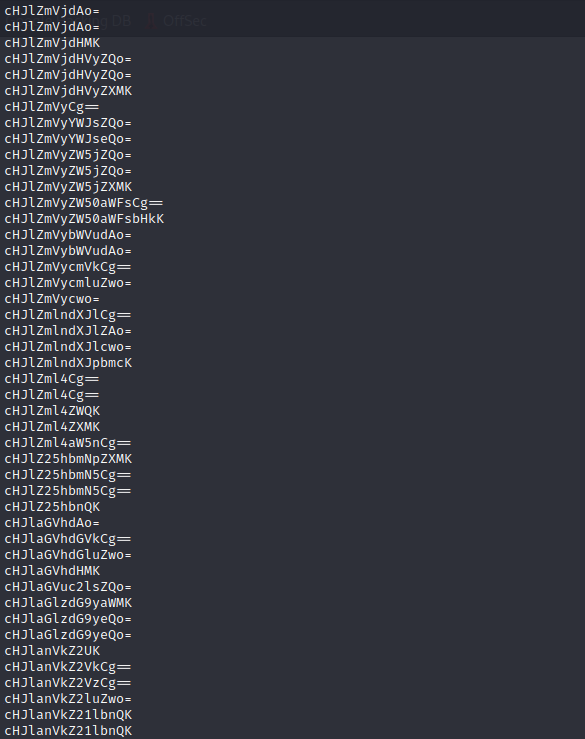 cHJlZmVjdAo=
cHJlZmVjdAo=
cHJlZmVjdHMK
cHJlZmVjdHVyZQo=
cHJlZmVjdHVyZQo=
cHJlZmVjdHVyZXMK
cHJlZmVyCg==
cHJlZmVyYWJsZQo=
cHJlZmVyYWJseQo=
cHJlZmVyZW5jZQo=
cHJlZmVyZW5jZQo=
cHJlZmVyZW5jZXMK
cHJlZmVyZW50aWFsCg==
cHJlZmVyZW50aWFsbHkK
cHJlZmVybWVudAo=
cHJlZmVybWVudAo=
cHJlZmVycmVkCg==
cHJlZmVycmluZwo=
cHJlZmVycwo=
cHJlZmlndXJlCg==
cHJlZmlndXJlZAo=
cHJlZmlndXJlcwo=
cHJlZmlndXJpbmcK
cHJlZml4Cg==
cHJlZml4Cg==
cHJlZml4ZWQK
cHJlZml4ZXMK
cHJlZml4aW5nCg==
cHJlZ25hbmNpZXMK
cHJlZ25hbmN5Cg==
cHJlZ25hbmN5Cg==
cHJlZ25hbnQK
cHJlaGVhdAo=
cHJlaGVhdGVkCg==
cHJlaGVhdGluZwo=
cHJlaGVhdHMK
cHJlaGVuc2lsZQo=
cHJlaGlzdG9yaWMK
cHJlaGlzdG9yeQo=
cHJlaGlzdG9yeQo=
cHJlanVkZ2UK
cHJlanVkZ2VkCg==
cHJlanVkZ2VzCg==
cHJlanVkZ2luZwo=
cHJlanVkZ21lbnQK
cHJlanVkZ21lbnQK